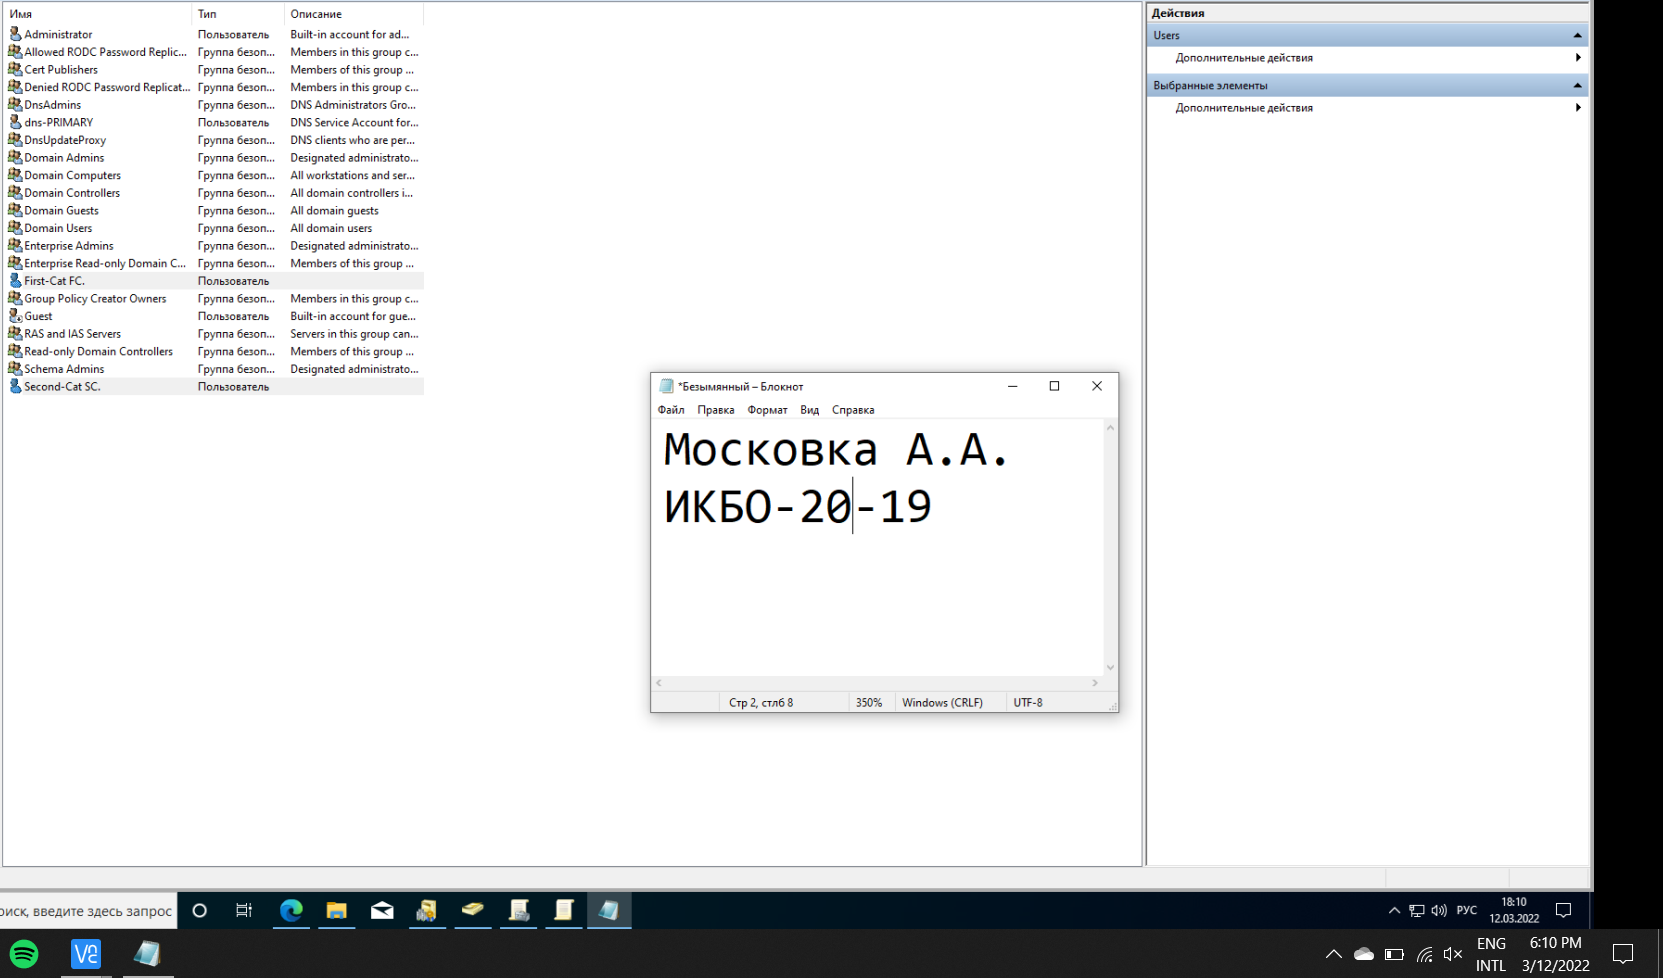 Имя Тип Описание
Administrator Пользователь Built-in account for ad...
Allowed RODC Password Replic... Группа безоп... Members in this group c...
Cert Publishers Группа безоп... Members of this group ...
Denied RODC Password Replicat... Группа безоп... Members in this group c...
DnsAdmins Группа безоп... DNS Administrators Gro...
dns-PRIMARY Пользователь DNS Service Account for...
DnsUpdateProxy Группа безоп... DNS clients who are per...
Domain Admins Группа безоп... Designated administrato...
Domain Computers Группа безоп... All workstations and ser...
Domain Controllers Группа безоп... All domain controllers i...
Domain Guests Группа безоп... All domain guests
Domain Users Группа безоп... All domain users
Enterprise Admins Группа безоп... Designated administrato...
Enterprise Read-only Domain C... Группа безоп... Members of this group ...
First-Cat FC. Пользователь
Group Policy Creator Owners Группа безоп... Members in this group c...
Guest Пользователь Built-in account for gue...
RAS and IAS Servers Группа безоп... Servers in this group can...
Read-only Domain Controllers Группа безоп... Members of this group ...
Schema Admins Группа безоп... Designated administrato...
Second-Cat SC. Пользователь
Действия
Users
Дополнительные действия
Выбранные элементы
Дополнительные действия
*Безымянный – Блокнот
Файл Правка Формат Вид Справка
Московка А.А.
ИКБО-20-19
Стр 2, стлб 8 350% Windows (CRLF) UTF-8
оиск, введите здесь запрос
РУС 18:10
12.03.2022
VC
ENG 6:10 PM
INTL 3/12/2022